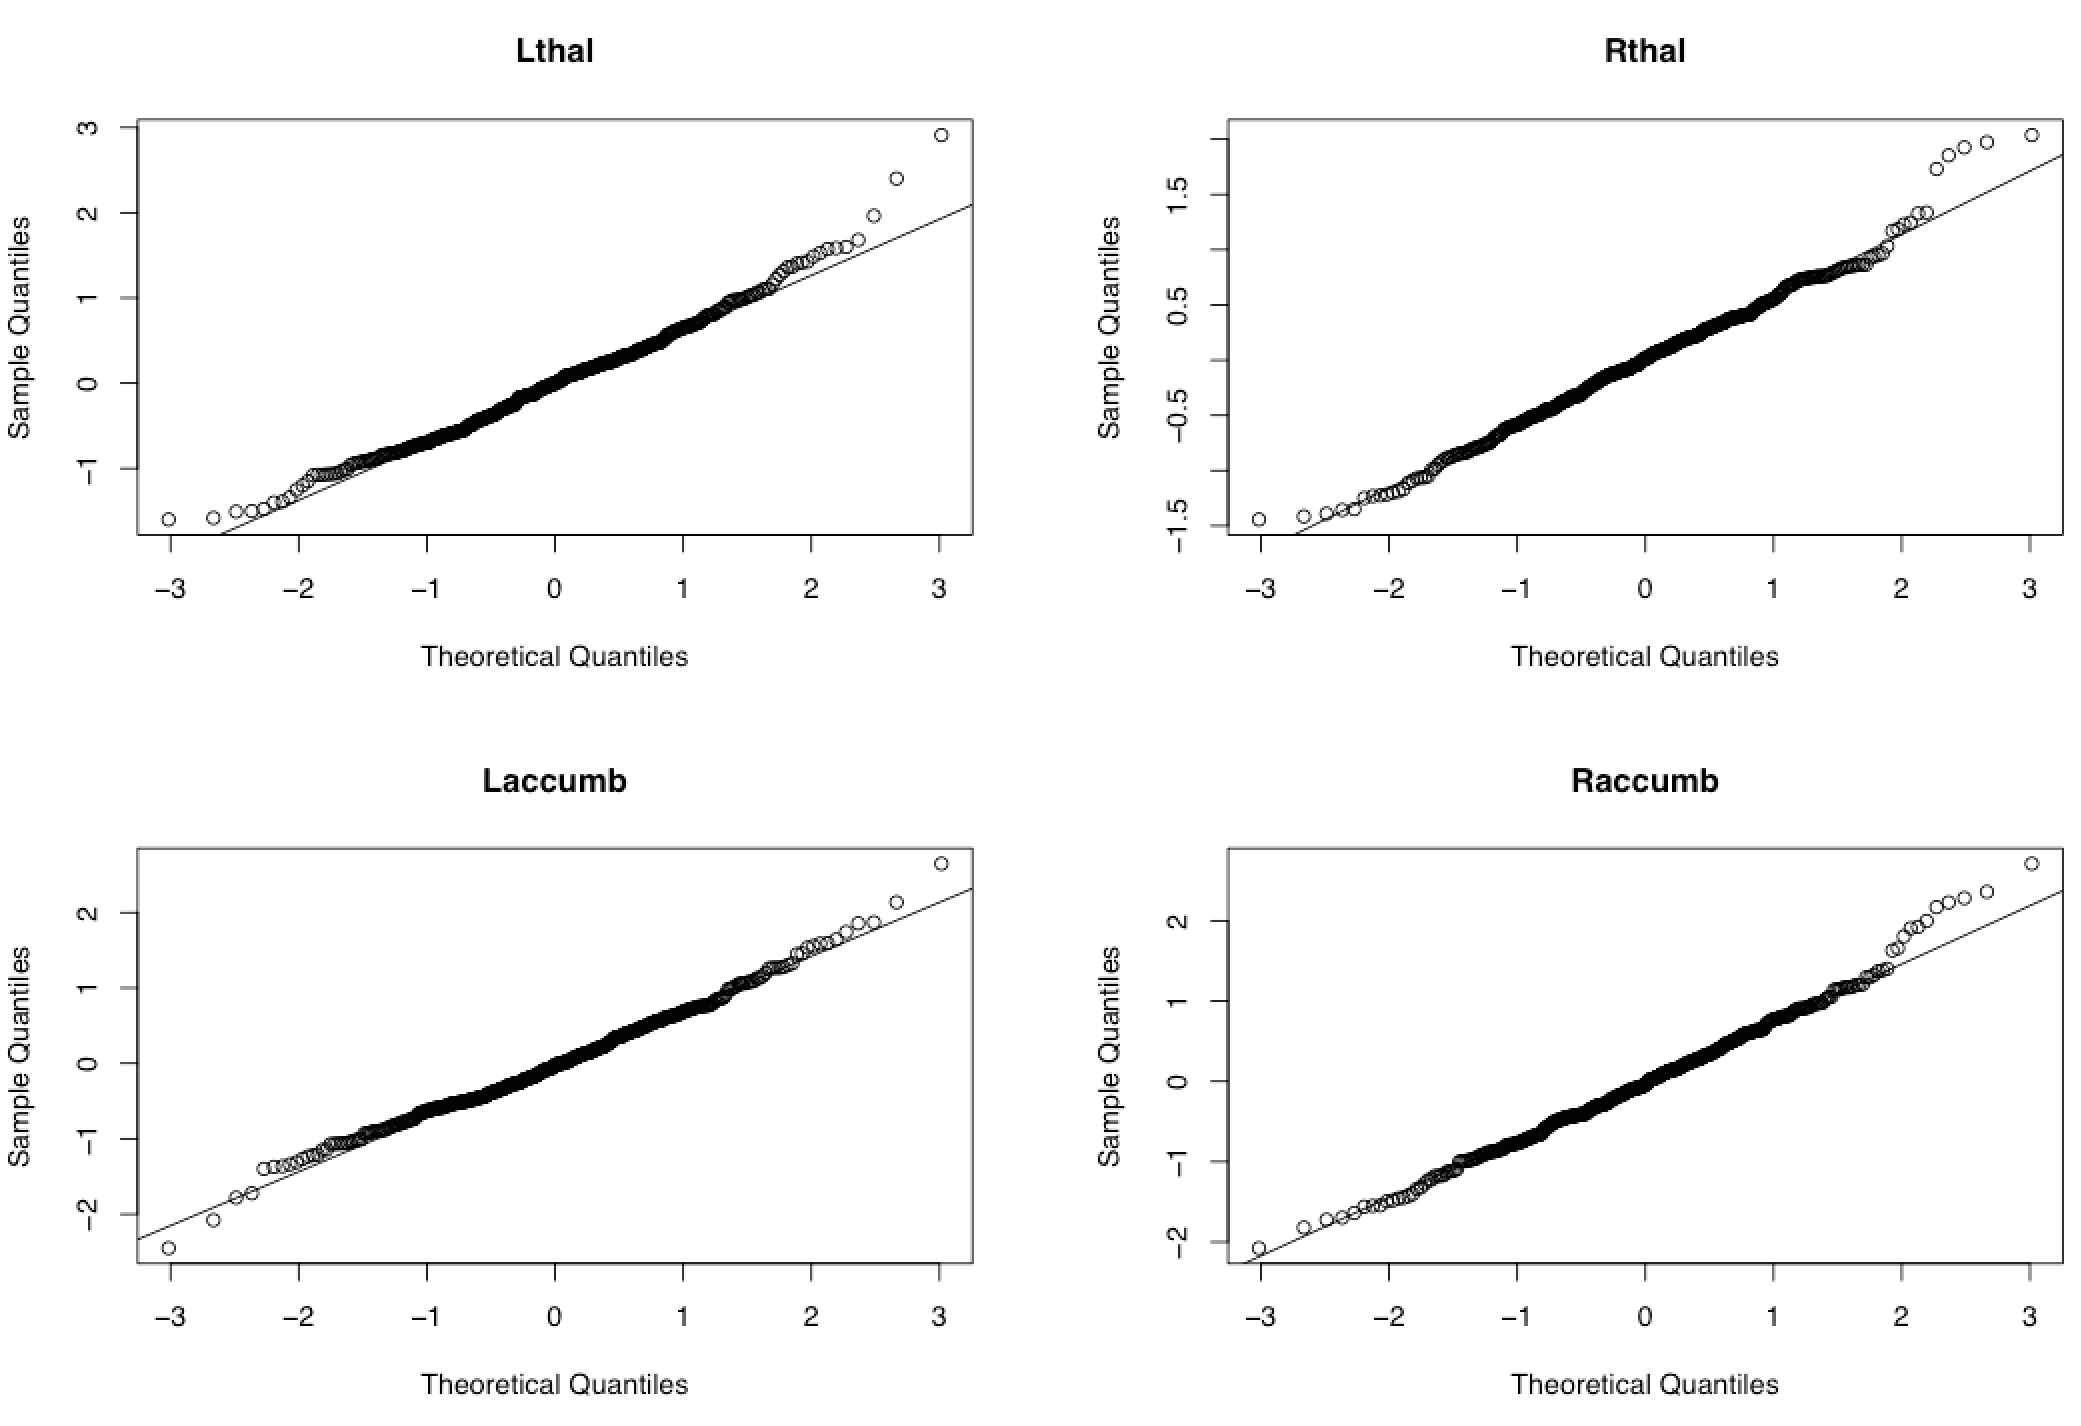 Lthal
Sample Quantiles
3
2
1
0
−1
−3 −2 −1 0 1 2 3
Theoretical Quantiles
Rthal
Sample Quantiles
1.5
0.5
−0.5
−1.5
−3 −2 −1 0 1 2 3
Theoretical Quantiles
Laccumb
Sample Quantiles
2
1
0
−1
−2
−3 −2 −1 0 1 2 3
Theoretical Quantiles
Raccumb
Sample Quantiles
2
1
0
−1
−2
−3 −2 −1 0 1 2 3
Theoretical Quantiles